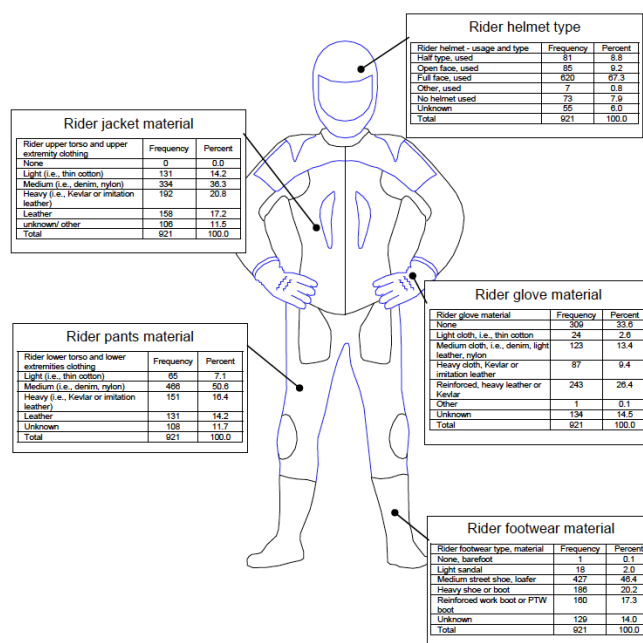 Rider helmet type
Rider helmet - usage and type Frequency Percent
Half type, used 81 8.8
Open face, used 85 9.2
Full face, used 620 67.3
Other, used 7 0.8
No helmet used 73 7.9
Unknown 55 6.0
Total 921 100.0
Rider jacket material
Rider upper torso and upper
extremity clothing Frequency Percent
None 0 0.0
Light (i.e., thin cotton) 131 14.2
Medium (i.e., denim, nylon) 334 36.3
Heavy (i.e., Kevlar or imitation
leather) 192 20.8
Leather 158 17.2
unknown/ other 106 11.5
Total 921 100.0
Rider glove material
Rider glove material Frequency Percent
None 309 33.6
Light cloth, i.e., thin cotton 24 2.6
Medium cloth, i.e., denim, light
leather, nylon 123 13.4
Heavy cloth, Kevlar or
imitation leather 87 9.4
Reinforced, heavy leather or
Kevlar 243 26.4
Other 1 0.1
Unknown 134 14.5
Total 921 100.0
Rider pants material
Rider lower torso and lower
extremities clothing Frequency Percent
Light (i.e., thin cotton) 65 7.1
Medium (i.e., denim, nylon) 466 50.6
Heavy (i.e., Kevlar or imitation
leather) 151 16.4
Leather 131 14.2
Unknown 108 11.7
Total 921 100.0
Rider footwear material
Rider footwear type, material Frequency Percent
None, barefoot 1 0.1
Light sandal 18 2.0
Medium street shoe, loafer 427 46.4
Heavy shoe or boot 186 20.2
Reinforced work boot or PTW
boot 160 17.3
Unknown 129 14.0
Total 921 100.0